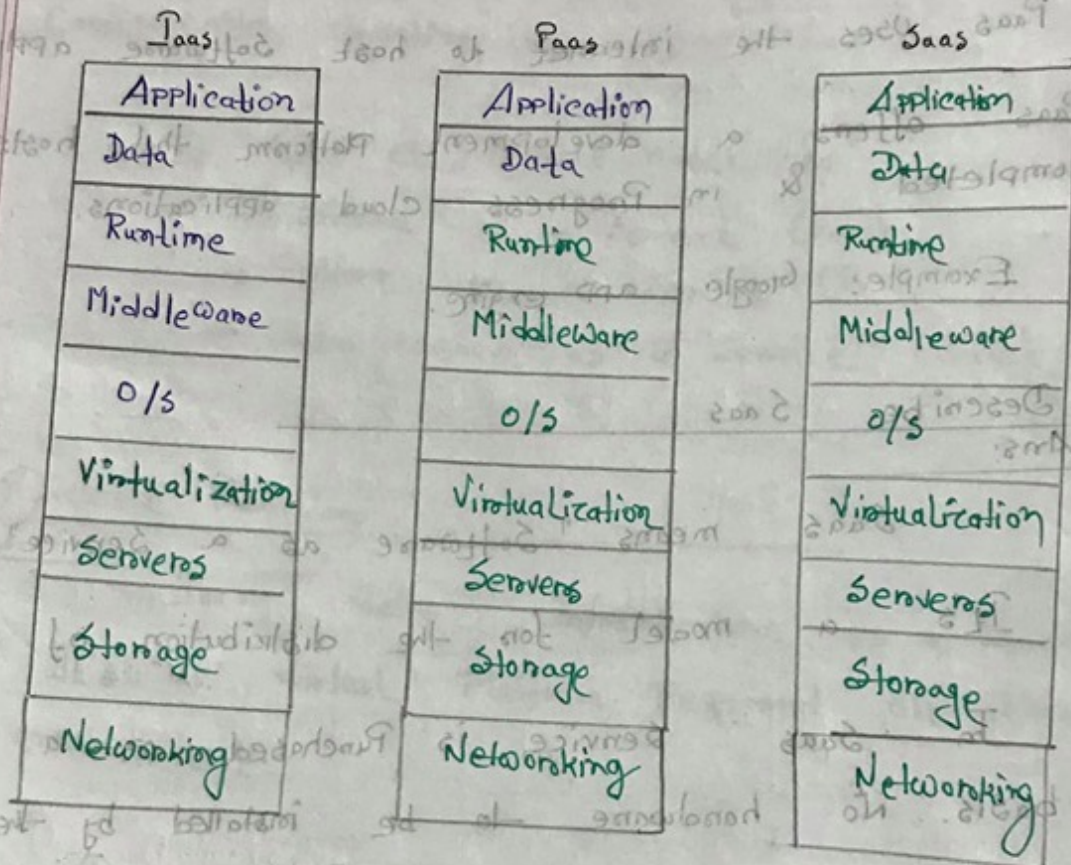 Iaas
Application
Data
Runtime
Middleware
O/S
Virtualization
Servers
Storage
Networking
Paas
Application
Data
Runtime
Middleware
O/S
Virtualization
Servers
Storage
Networking
Saas
Application
Data
Runtime
Middleware
O/S
Virtualization
Servers
Storage
Networking